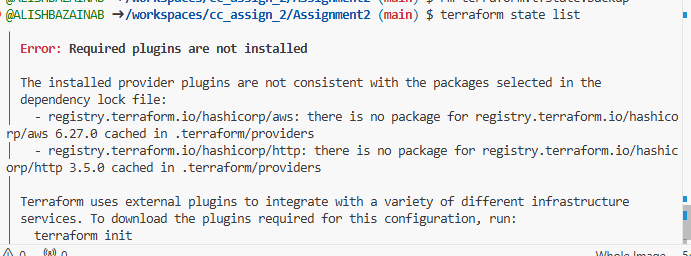 @ALISHBAZAINAB ➜/workspaces/cc_assign_2/Assignment2 (main) $ rm terraform.tfstate.backup
@ALISHBAZAINAB ➜/workspaces/cc_assign_2/Assignment2 (main) $ terraform state list
Error: Required plugins are not installed
The installed provider plugins are not consistent with the packages selected in the
dependency lock file:
- registry.terraform.io/hashicorp/aws: there is no package for registry.terraform.io/hashico
rp/aws 6.27.0 cached in .terraform/providers
- registry.terraform.io/hashicorp/http: there is no package for registry.terraform.io/hashic
orp/http 3.5.0 cached in .terraform/providers
Terraform uses external plugins to integrate with a variety of different infrastructure
services. To download the plugins required for this configuration, run:
terraform init
0 0 Whole Image